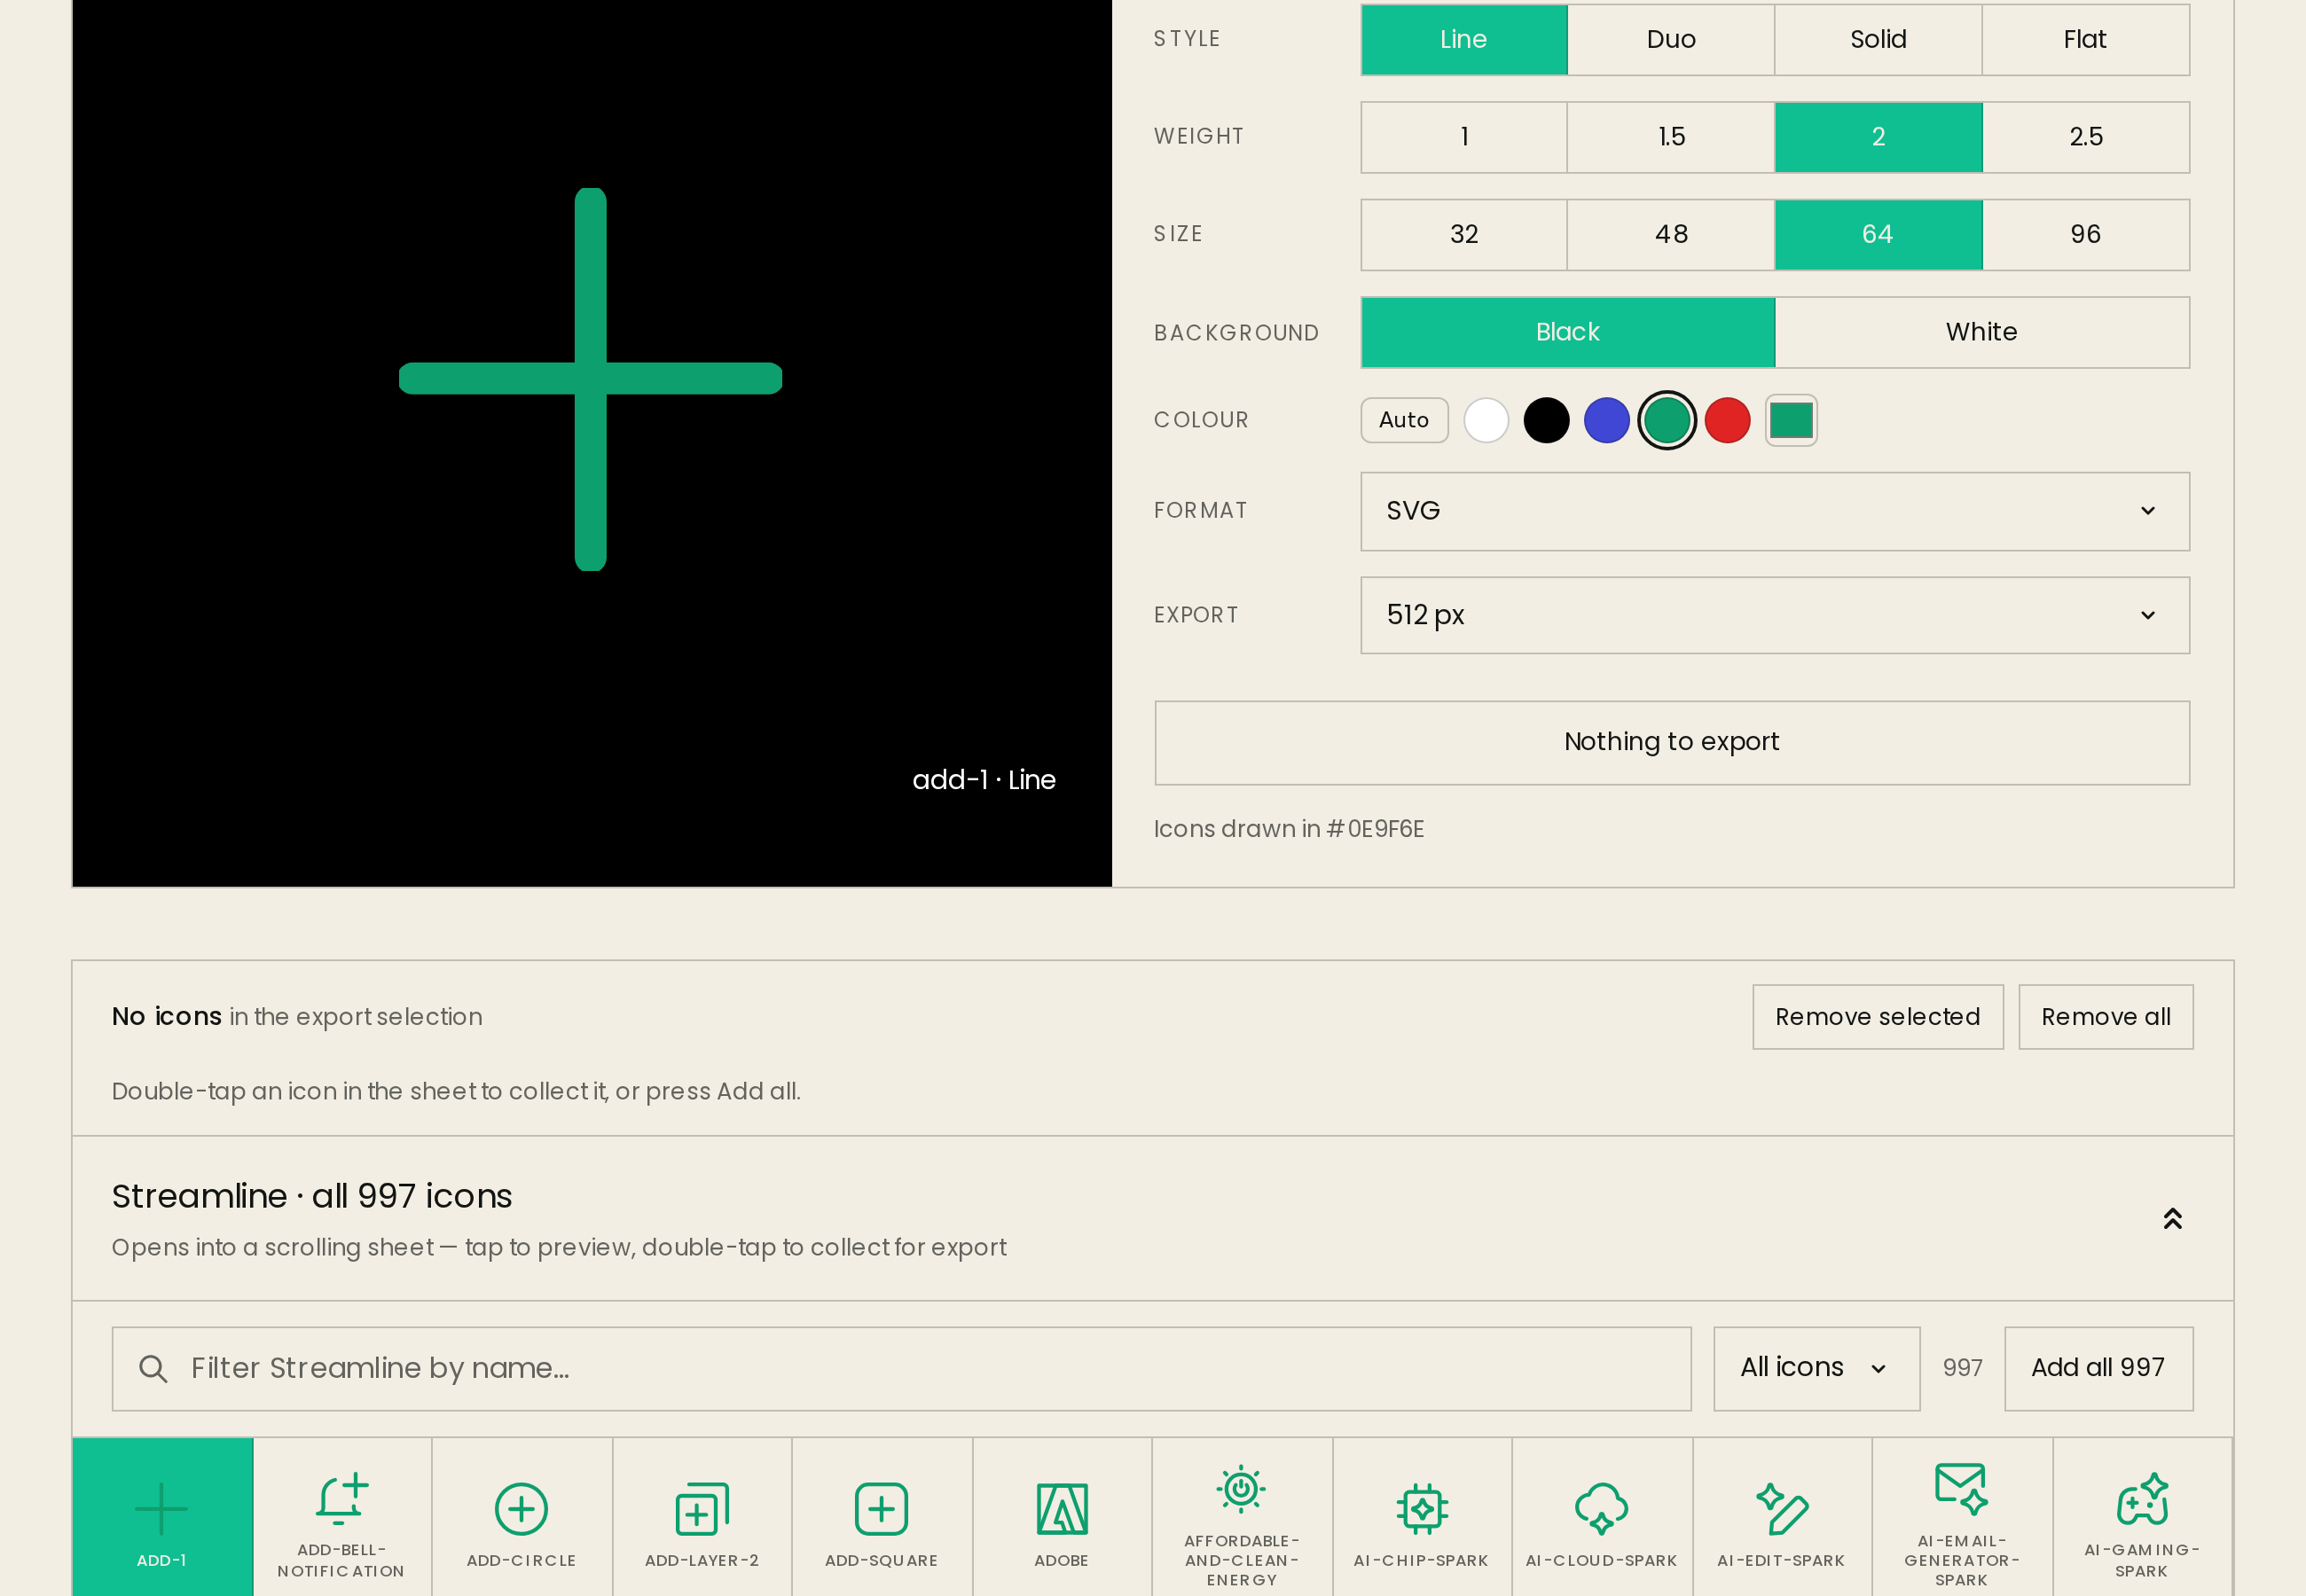 STYLE
Line
Duo
Solid
Flat
WEIGHT
1
1.5
2
2.5
SIZE
32
48
64
96
BACKGROUND
Black
White
COLOUR
Auto
FORMAT
SVG
EXPORT
512 px
Nothing to export
Icons drawn in #0E9F6E
add-1 · Line
No icons in the export selection
Remove selected
Remove all
Double-tap an icon in the sheet to collect it, or press Add all.
Streamline · all 997 icons
Opens into a scrolling sheet — tap to preview, double-tap to collect for export
Filter Streamline by name...
All icons
997
Add all 997
ADD-1
ADD-BELL-
NOTIFICATION
ADD-CIRCLE
ADD-LAYER-2
ADD-SQUARE
ADOBE
AFFORDABLE-
AND-CLEAN-
ENERGY
AI-CHIP-SPARK
AI-CLOUD-SPARK
AI-EDIT-SPARK
AI-EMAIL-
GENERATOR-
SPARK
AI-GAMING-
SPARK